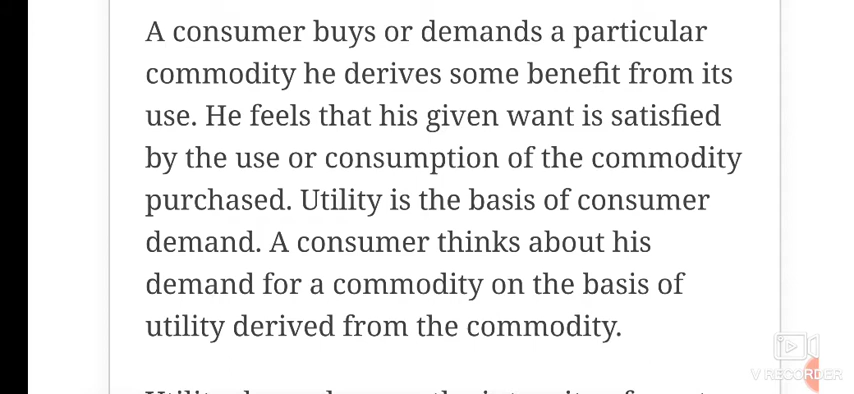 A consumer buys or demands a particular
commodity he derives some benefit from its
use. He feels that his given want is satisfied
by the use or consumption of the commodity
purchased. Utility is the basis of consumer
demand. A consumer thinks about his
demand for a commodity on the basis of
utility derived from the commodity.
V RECORDER